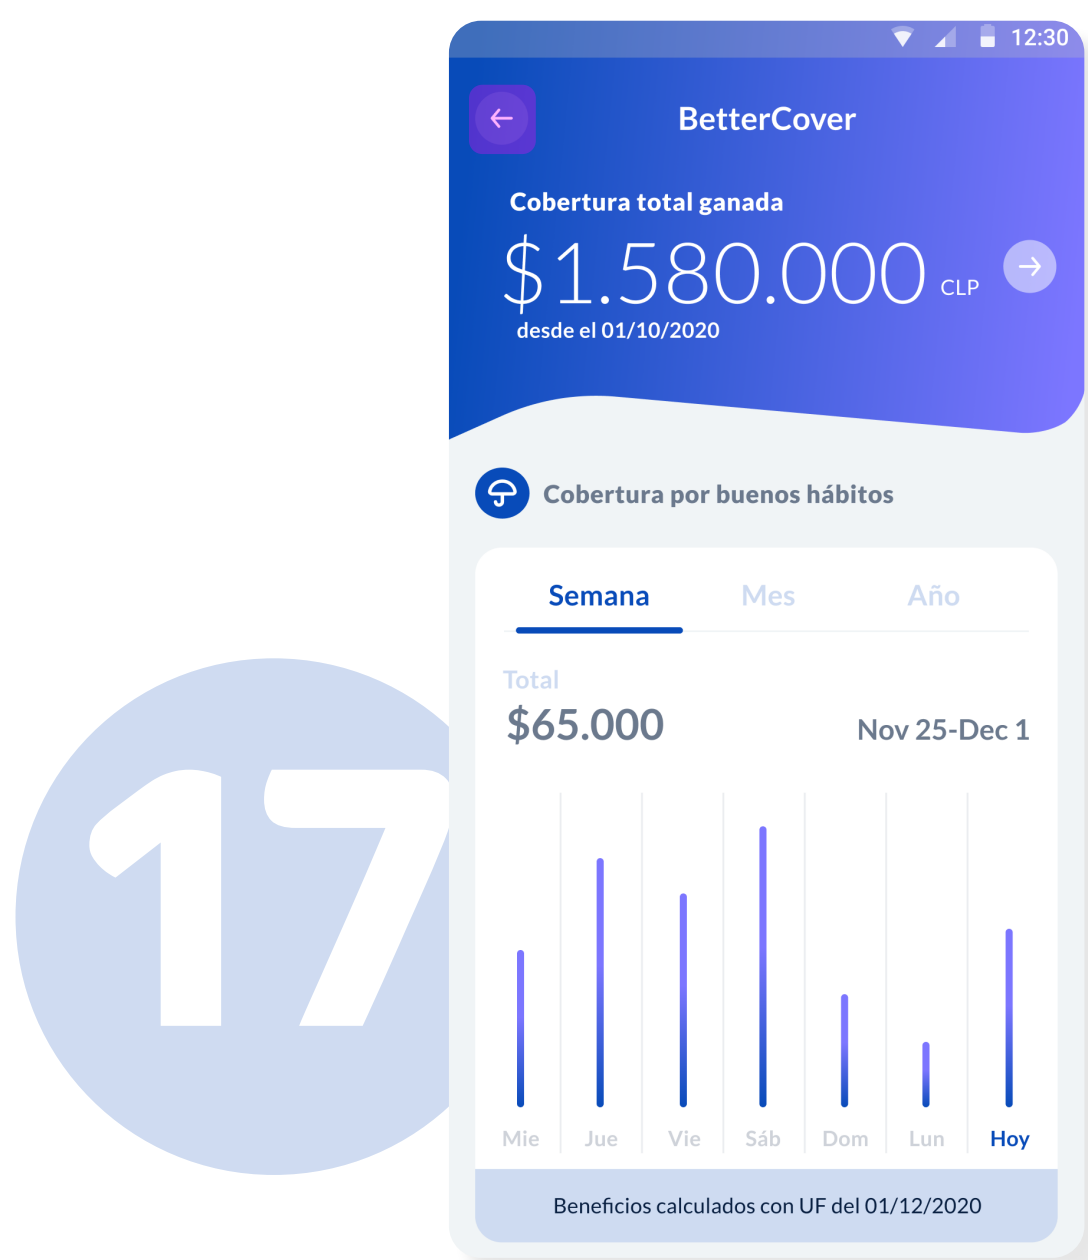 12:30
BetterCover
Cobertura total ganada
$1.580.000 CLP
desde el 01/10/2020
Cobertura por buenos hábitos
Semana Mes Año
Total
$65.000 Nov 25-Dec 1
17
Mie Jue Vie Sáb Dom Lun Hoy
Beneficios calculados con UF del 01/12/2020